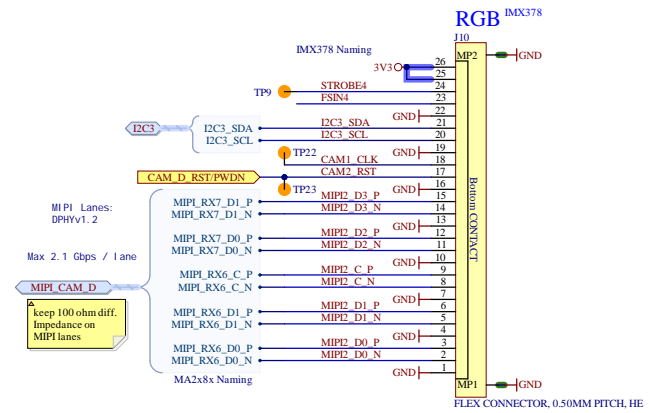 RGB IMX378
J10
IMX378 Naming
MP2 GND
3V3 26
25
TP9 STROBE4 24
FSIN4 23
GND 22
I2C3 I2C3_SDA I2C3_SDA 21
I2C3_SCL I2C3_SCL 20
GND 19
TP22 CAM1_CLK 18
CAM_D_RST/PWDN CAM2_RST 17
TP23 GND 16
MIPI_RX7_D1_P MIPI2_D3_P 15
MIPI Lanes: MIPI_RX7_D1_N MIPI2_D3_N 14
DPHYv1.2 GND 13
MIPI_RX7_D0_P MIPI2_D2_P 12
MIPI_RX7_D0_N MIPI2_D2_N 11
Max 2.1 Gbps / lane GND 10
MIPI_RX6_C_P MIPI2_C_P 9
MIPI_CAM_D MIPI_RX6_C_N MIPI2_C_N 8
GND 7
MIPI_RX6_D1_P MIPI2_D1_P 6
MIPI_RX6_D1_N MIPI2_D1_N 5
keep 100 ohm diff.
Impedance on
MIPI lanes
GND 4
MIPI_RX6_D0_P MIPI2_D0_P 3
MIPI_RX6_D0_N MIPI2_D0_N 2
GND 1
MA2x8x Naming
Bottom CONTACT
MP1 GND
FLEX CONNECTOR, 0.50MM PITCH, HE